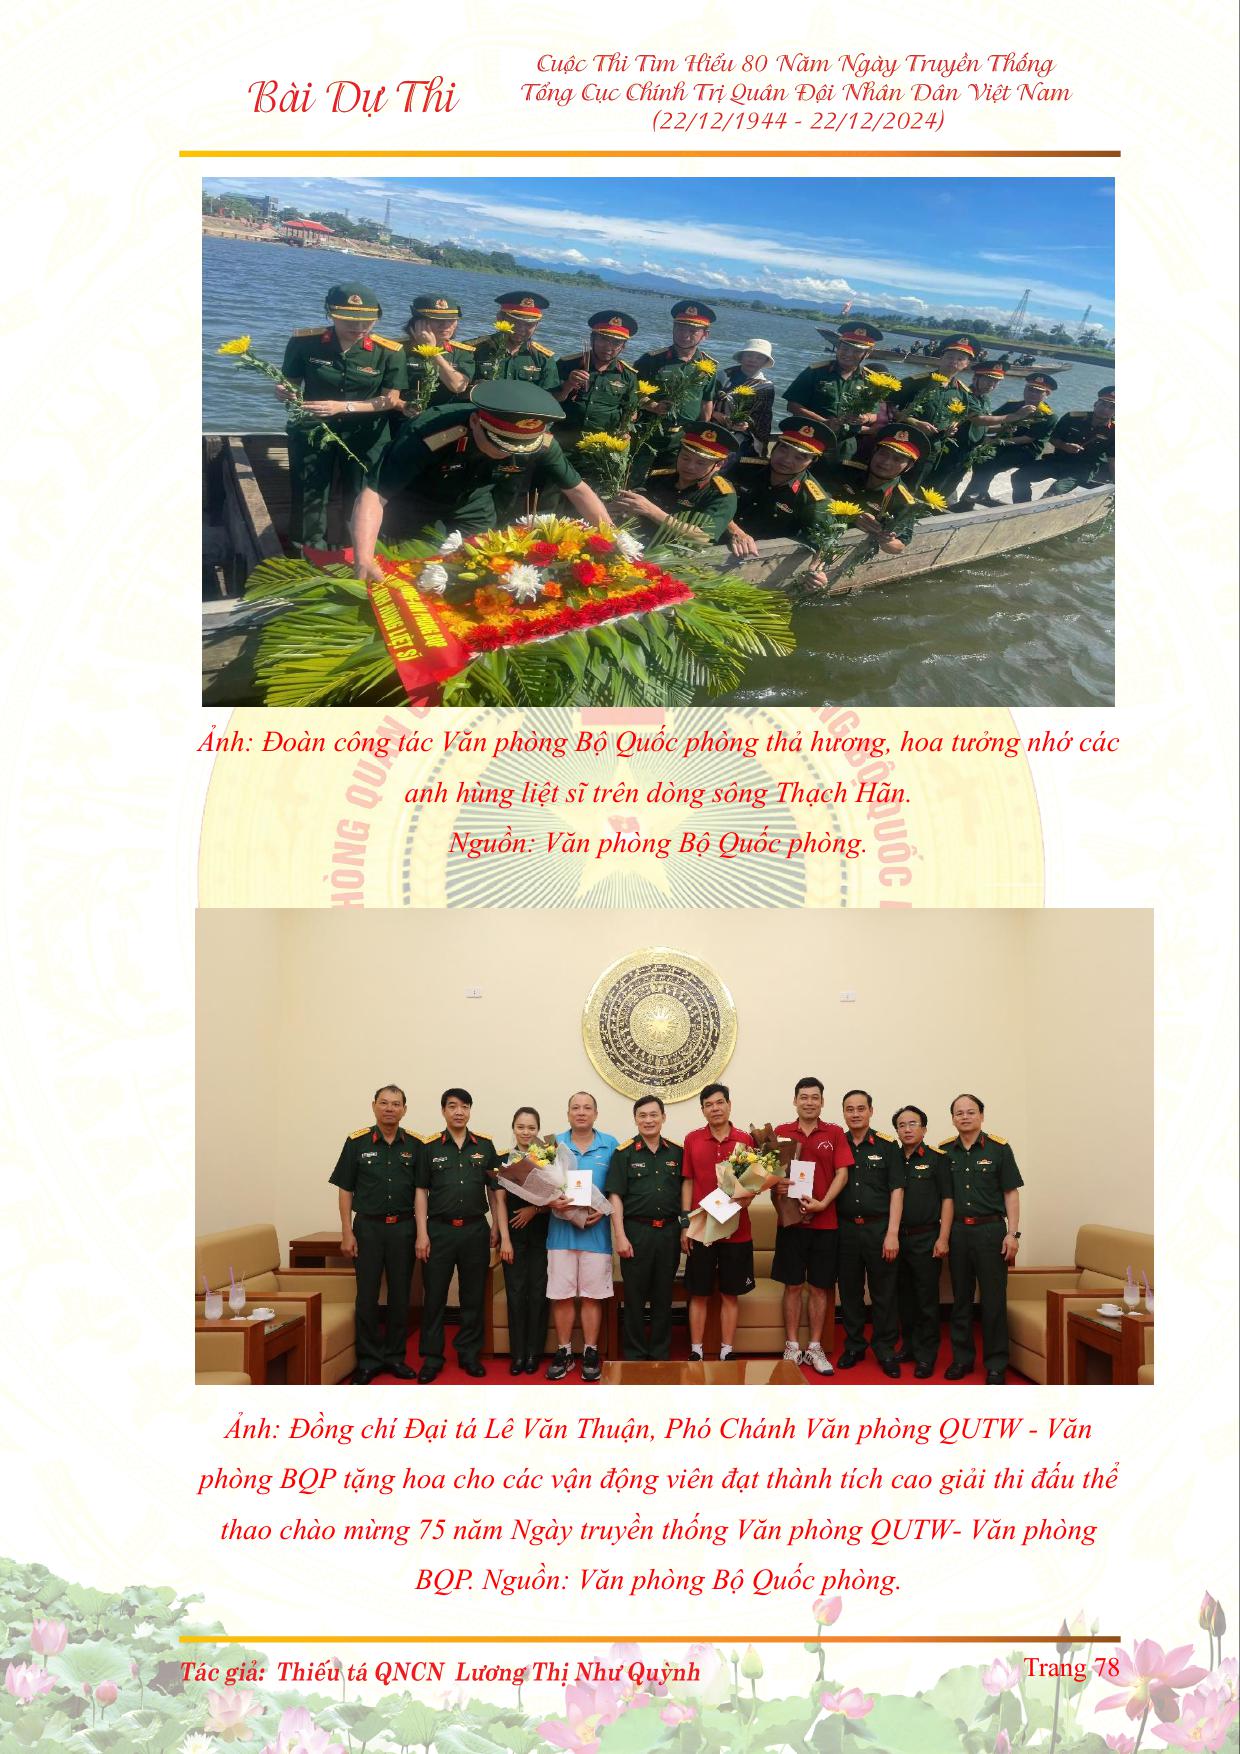 Bài Dự Thi
Cuộc Thi Tìm Hiểu 80 Năm Ngày Truyền Thống
Tổng Cục Chính Trị Quân Đội Nhân Dân Việt Nam
(22/12/1944 - 22/12/2024)
LIỆT SĨ
Ảnh: Đoàn công tác Văn phòng Bộ Quốc phòng thả hương, hoa tưởng nhớ các
anh hùng liệt sĩ trên dòng sông Thạch Hãn.
Nguồn: Văn phòng Bộ Quốc phòng.
Ảnh: Đồng chí Đại tá Lê Văn Thuận, Phó Chánh Văn phòng QUTW - Văn
phòng BQP tặng hoa cho các vận động viên đạt thành tích cao giải thi đấu thể
thao chào mừng 75 năm Ngày truyền thống Văn phòng QUTW- Văn phòng
BQP. Nguồn: Văn phòng Bộ Quốc phòng.
Tác giả: Thiếu tá QNCN Lương Thị Như Quỳnh
Trang 78